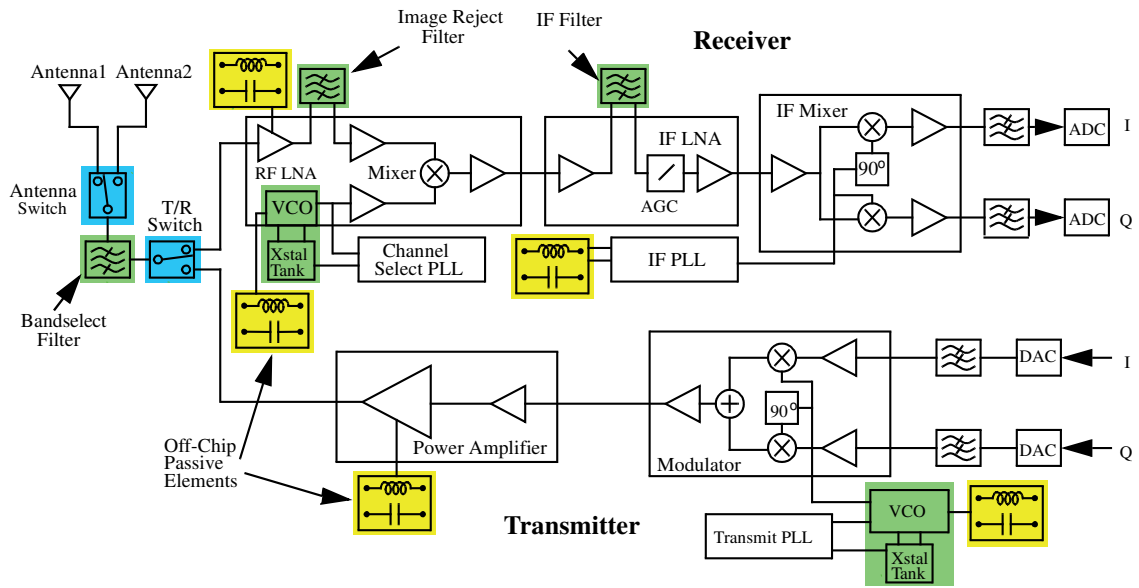 Image Reject
Filter
IF Filter
Receiver
Antenna1
Antenna2
IF Mixer
ADC
I
RF LNA
Mixer
IF LNA
AGC
90o
Antenna
Switch
T/R
Switch
VCO
ADC
Q
Xstal
Tank
Channel
Select PLL
IF PLL
Bandselect
Filter
DAC
I
90o
Power Amplifier
Modulator
DAC
Q
Off-Chip
Passive
Elements
Transmitter
VCO
Transmit PLL
Xstal
Tank